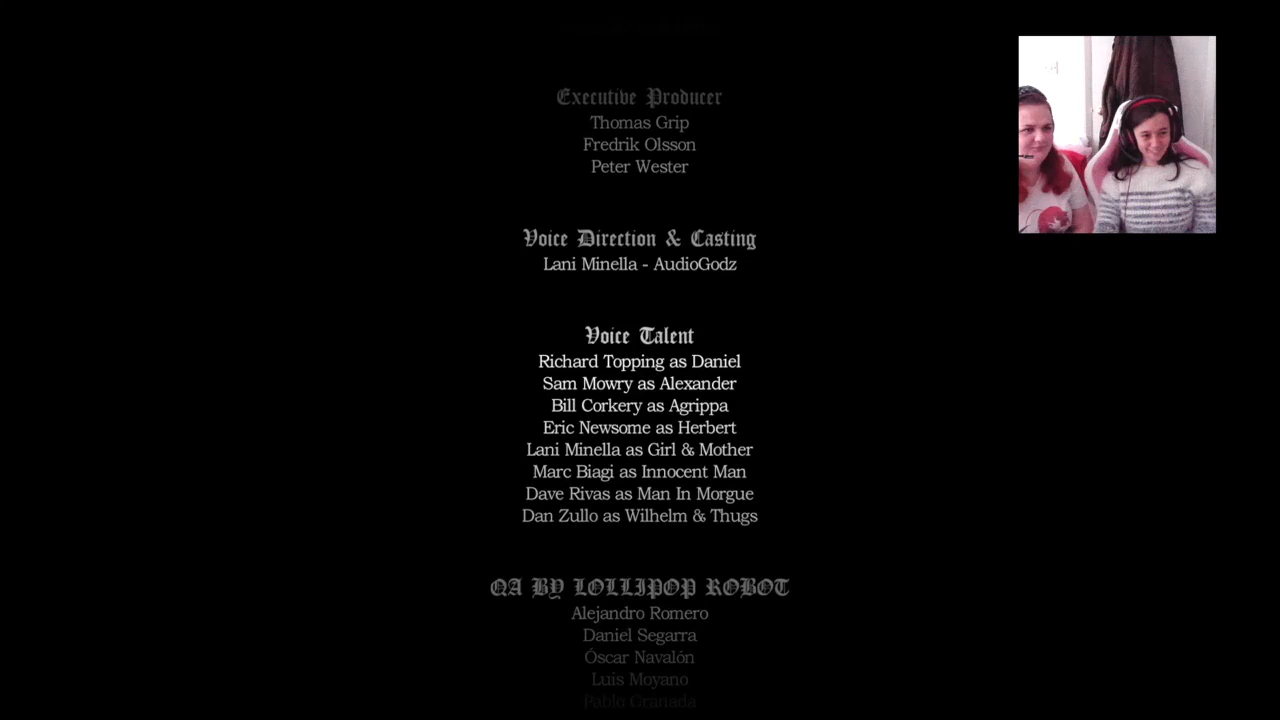 Executive Producer
Thomas Grip
Fredrik Olsson
Peter Wester
Voice Direction & Casting
Lani Minella - AudioGodz
Voice Talent
Richard Topping as Daniel
Sam Mowry as Alexander
Bill Corkery as Agrippa
Eric Newsome as Herbert
Lani Minella as Girl & Mother
Marc Biagi as Innocent Man
Dave Rivas as Man In Morgue
Dan Zullo as Wilhelm & Thugs
QA BY LOLLIPOP ROBOT
Alejandro Romero
Daniel Segarra
Óscar Navalón
Luis Moyano
Pablo Granada